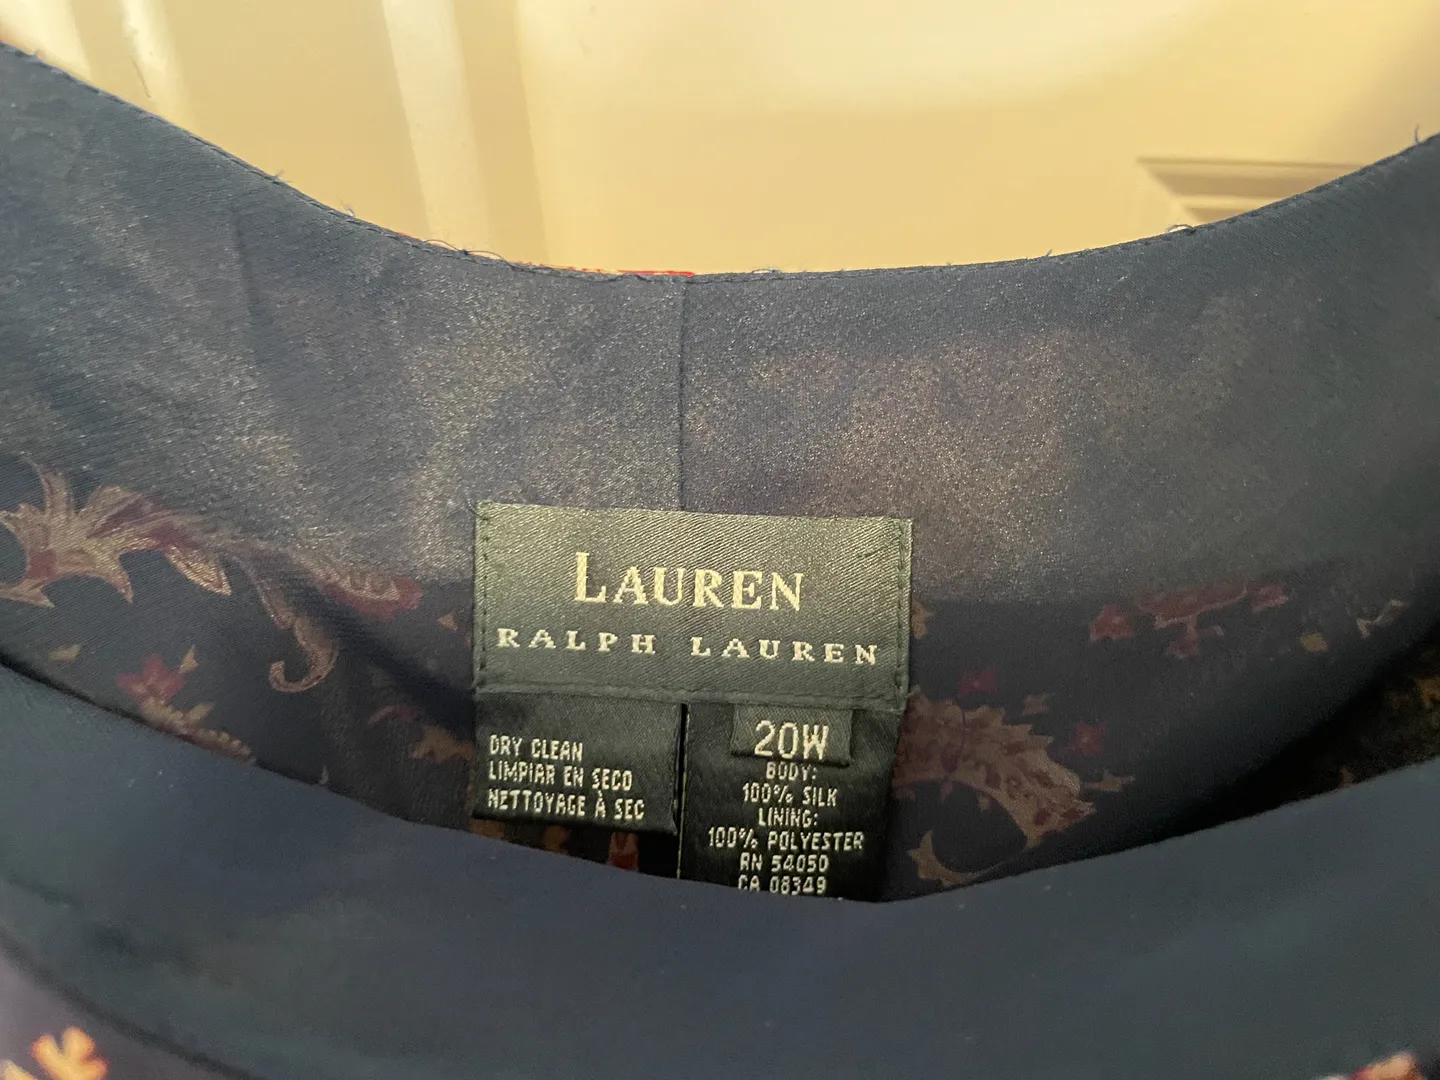 LAUREN
RALPH LAUREN
DRY CLEAN
LIMPIAR EN SECO
NETTOYAGE À SEC
20W
BODY:
100% SILK
LINING:
100% POLYESTER
RN 54050
CA 08349